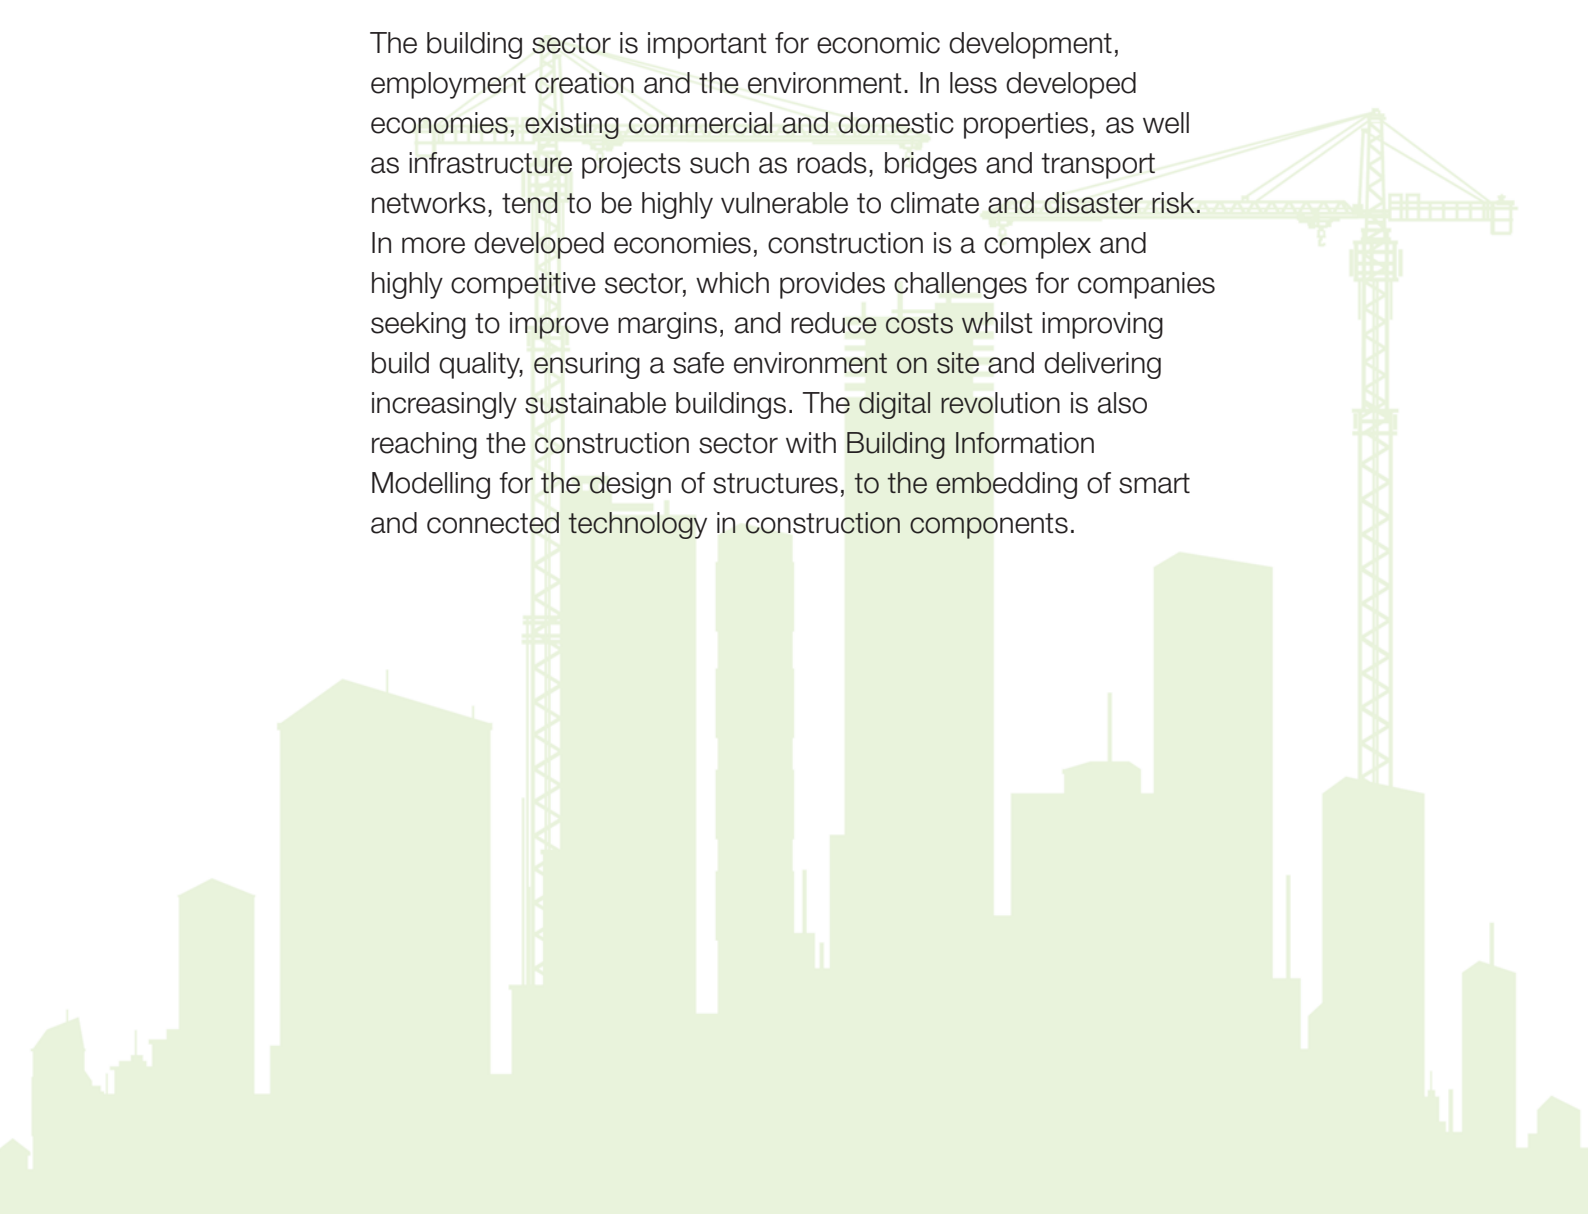 The building sector is important for economic development,
employment creation and the environment. In less developed
economies, existing commercial and domestic properties, as well
as infrastructure projects such as roads, bridges and transport
networks, tend to be highly vulnerable to climate and disaster risk.
In more developed economies, construction is a complex and
highly competitive sector, which provides challenges for companies
seeking to improve margins, and reduce costs whilst improving
build quality, ensuring a safe environment on site and delivering
increasingly sustainable buildings. The digital revolution is also
reaching the construction sector with Building Information
Modelling for the design of structures, to the embedding of smart
and connected technology in construction components.